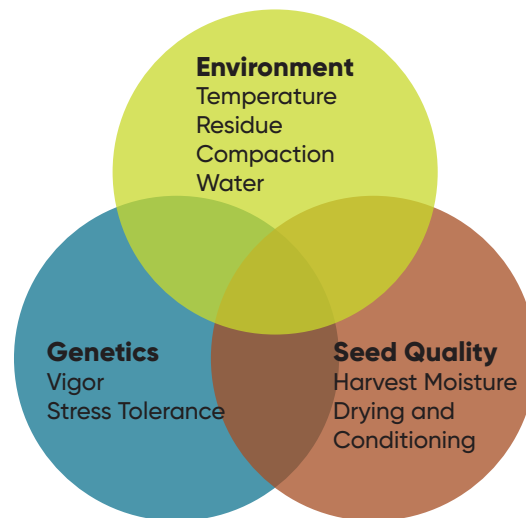 Environment
Temperature
Residue
Compaction
Water
Genetics
Vigor
Stress Tolerance
Seed Quality
Harvest Moisture
Drying and
Conditioning